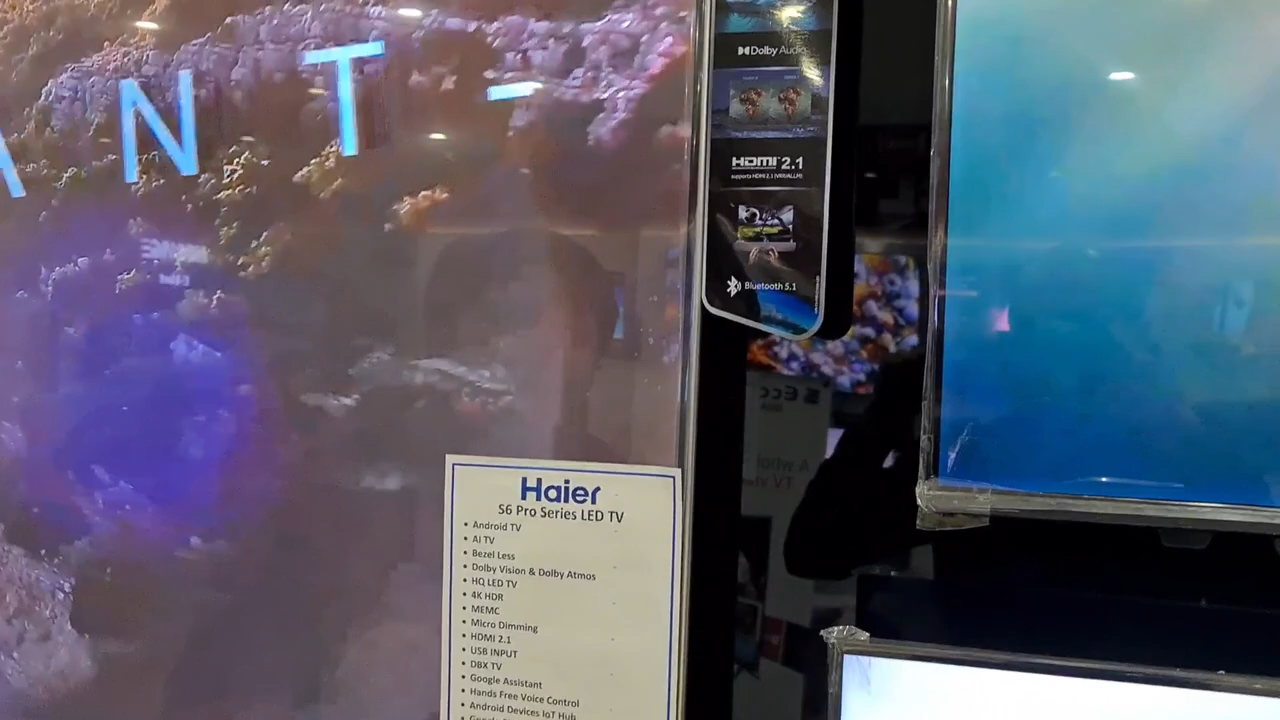 A N T -
Dolby Audio
HDMI 2.1
supports HDMI 2.1 (VRR/ALLM)
Bluetooth 5.1
Haier
S6 Pro Series LED TV
• Android TV
• AI TV
• Bezel Less
• Dolby Vision & Dolby Atmos
• HQ LED TV
• 4K HDR
• MEMC
• Micro Dimming
• HDMI 2.1
• USB INPUT
• DBX TV
• Google Assistant
• Hands Free Voice Control
• Android Devices IoT Hub